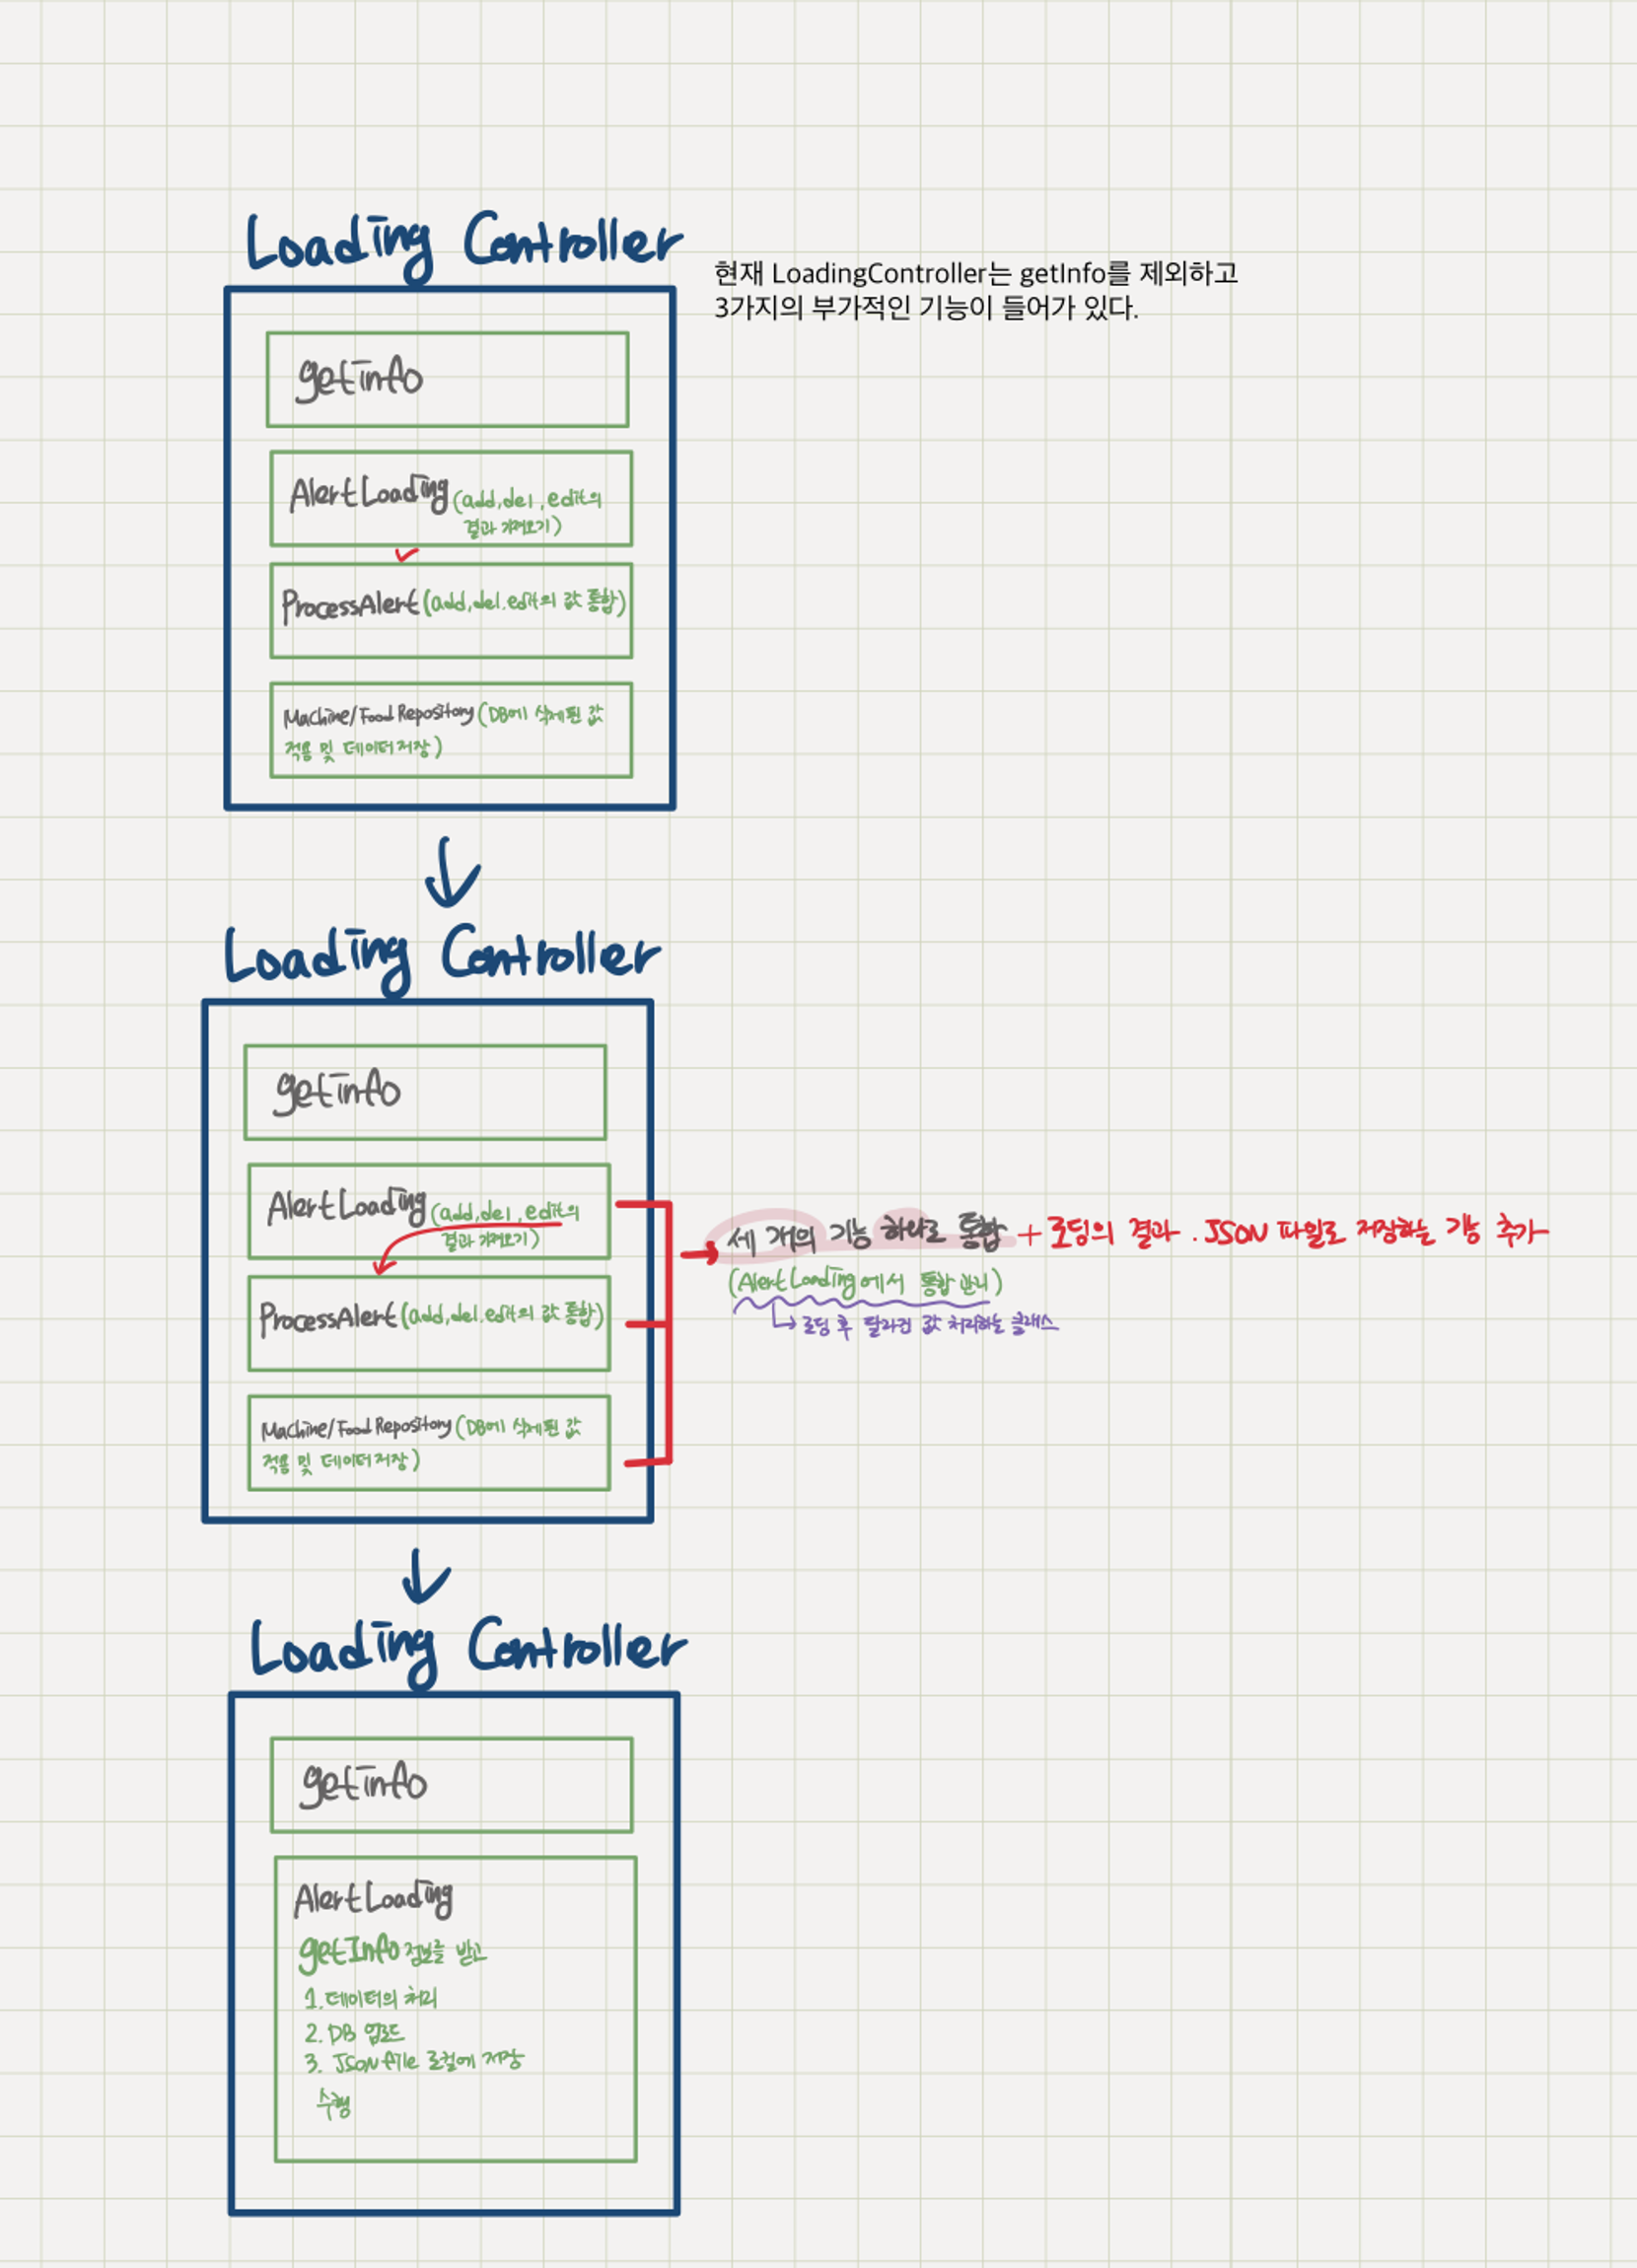 Loading Controller
현재 LoadingController는 getInfo를 제외하고
3가지의 부가적인 기능이 들어가 있다.
getinfo
AlertLoading (add, del, edit의
결과 가져오기)
ProcessAlert (add, del. edit의 값 통합)
Machine/Food Repository (DB에 삭제된 값
적용 및 데이터 저장)
Loading Controller
getinfo
AlertLoading (add, del, edit의
결과 가져오기)
ProcessAlert (add, del. edit의 값 통합)
Machine/Food Repository (DB에 삭제된 값
적용 및 데이터 저장)
세 개의 기능 하나로 통합 + 로딩의 결과 . JSON 파일로 저장하는 기능 추가
(AlertLoading에서 통합 관리)
로딩 후 달라진 값 처리하는 클래스
Loading Controller
getinfo
AlertLoading
getInfo 정보를 받고
1. 데이터의 처리
2. DB 업로드
3. JSON file 로컬에 저장
수행